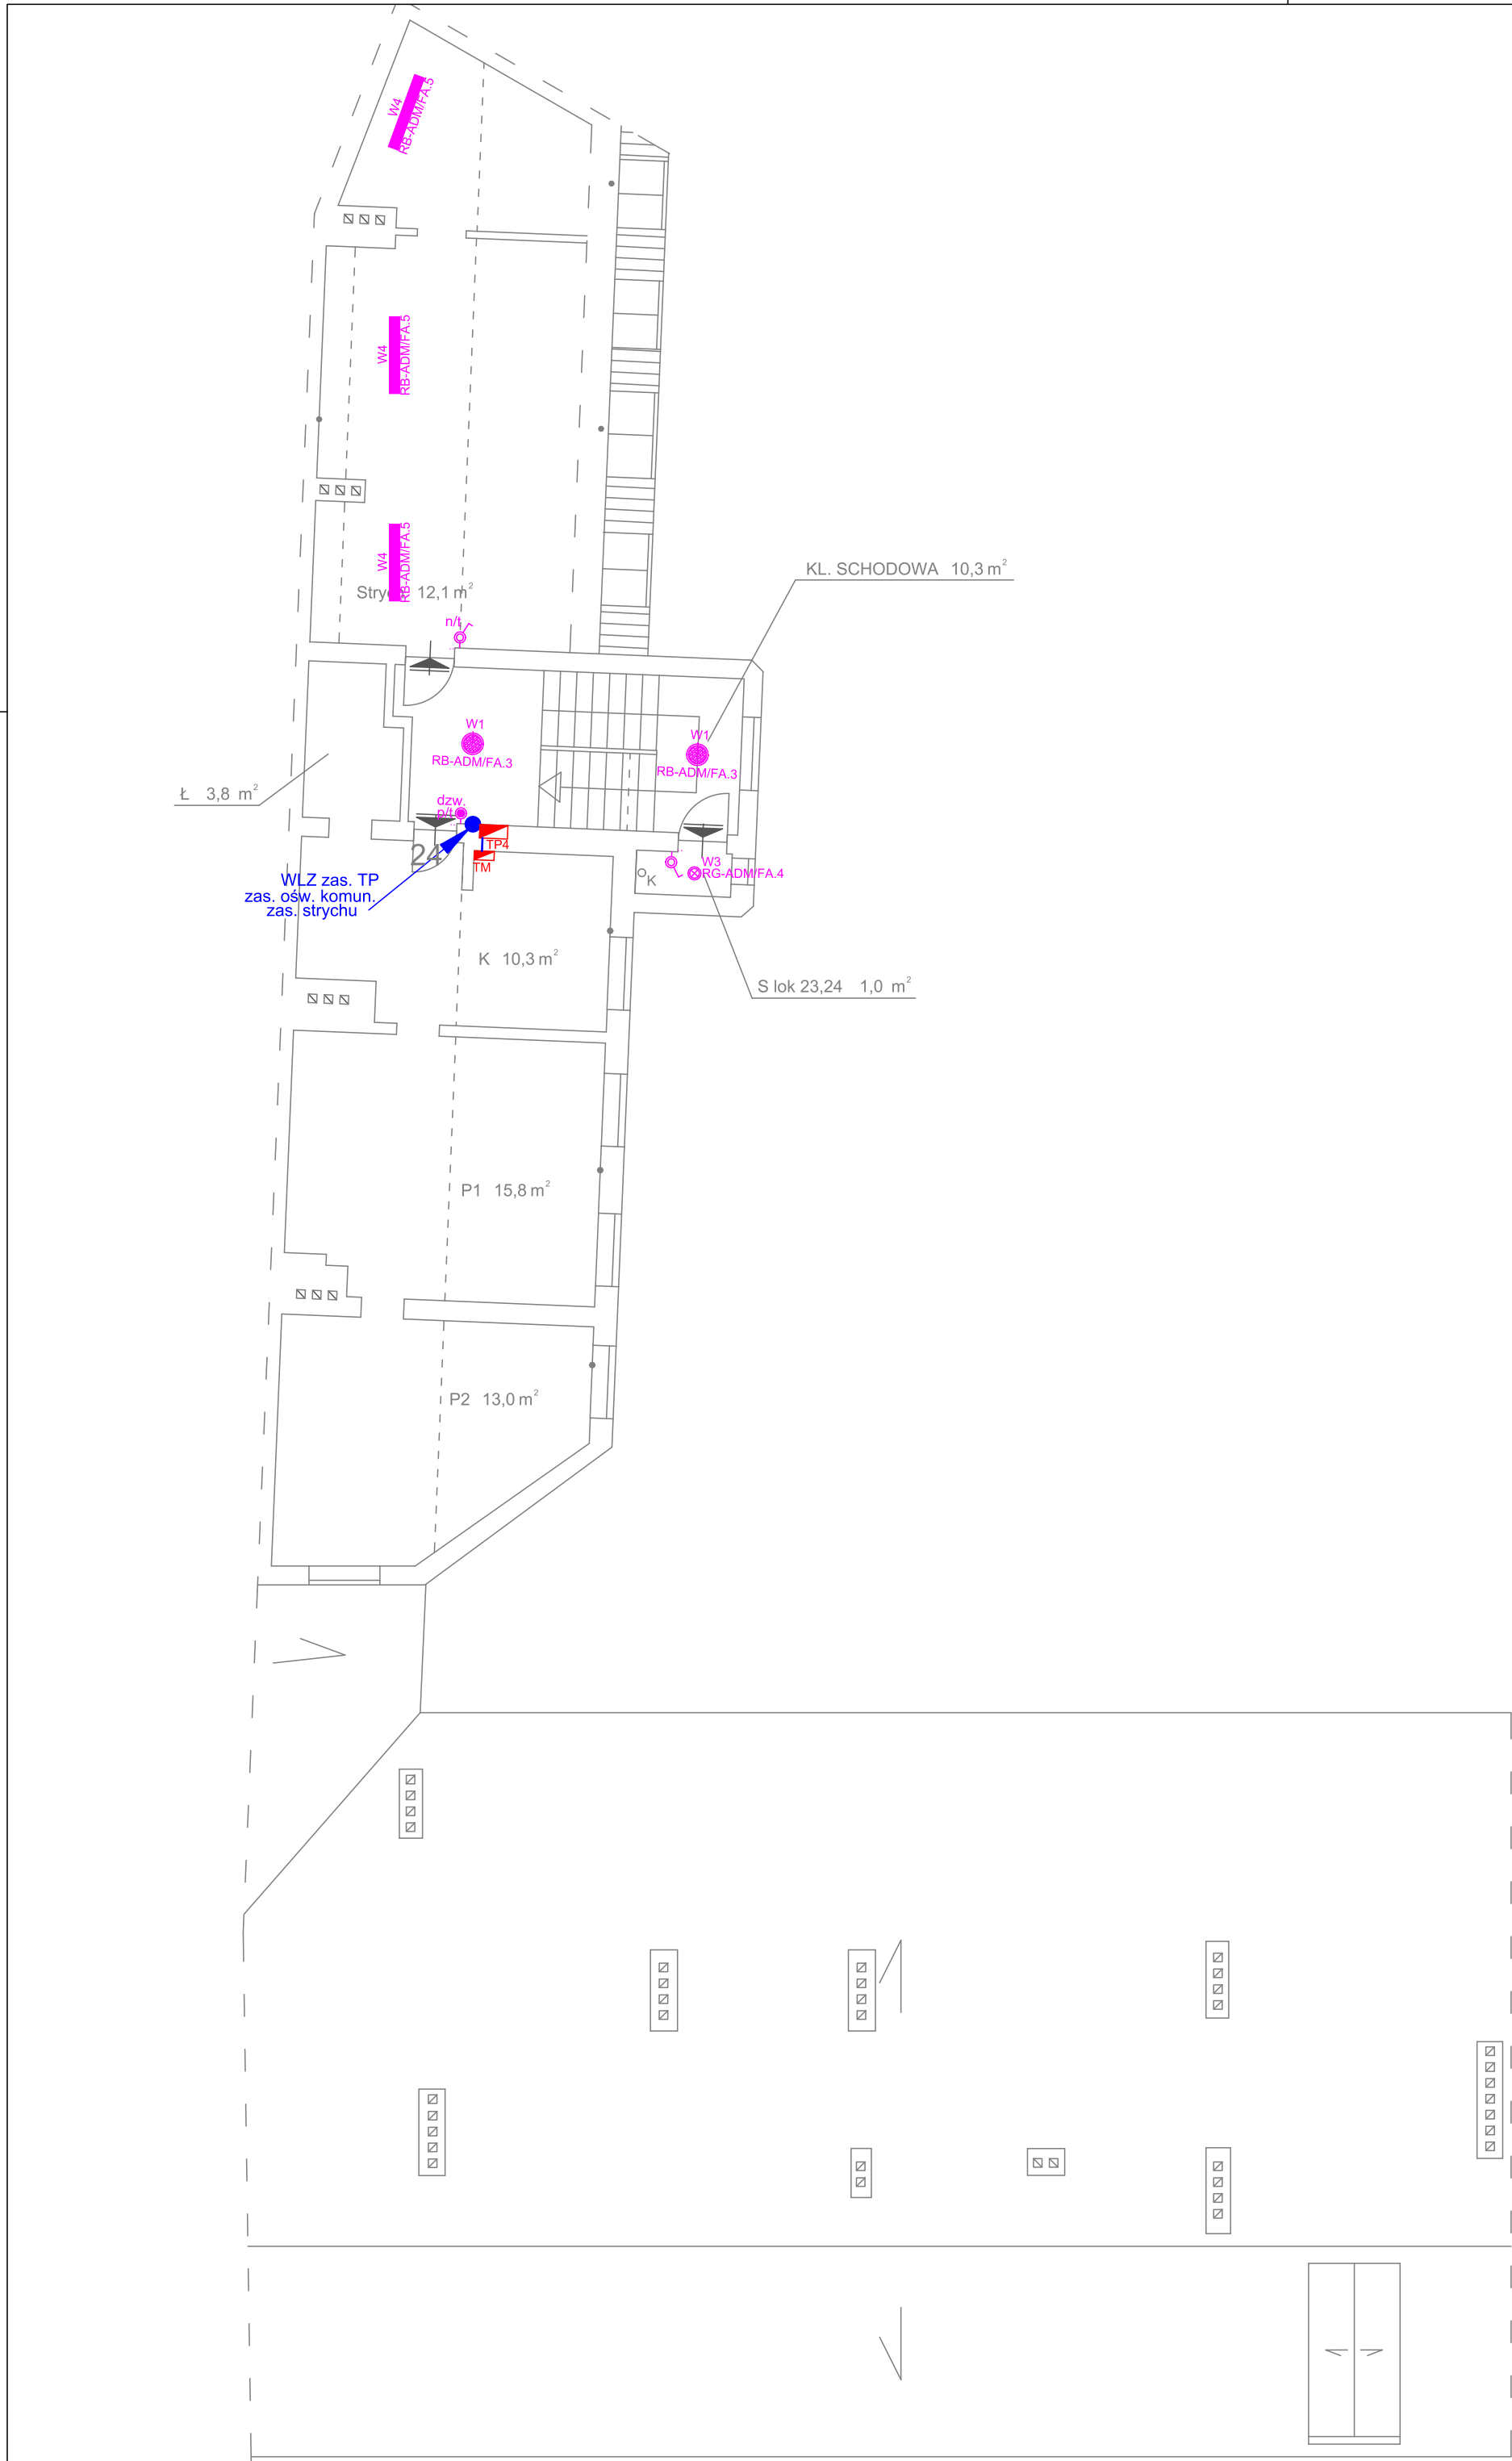 W4
RB-ADM/FA.5
W4
RB-ADM/FA.5
W4
RB-ADM/FA.5
KL. SCHODOWA 10,3 m²
12,1 m²
n/t
W1
RB-ADM/FA.3
W1
RB-ADM/FA.3
Ł 3,8 m²
dzw.
p/t
TP4
TM
24
W3
RG-ADM/FA.4
K
WLZ zas. TP
zas. ośw. komun.
zas. strychu
K 10,3 m²
S lok 23,24 1,0 m²
P1 15,8 m²
P2 13,0 m²